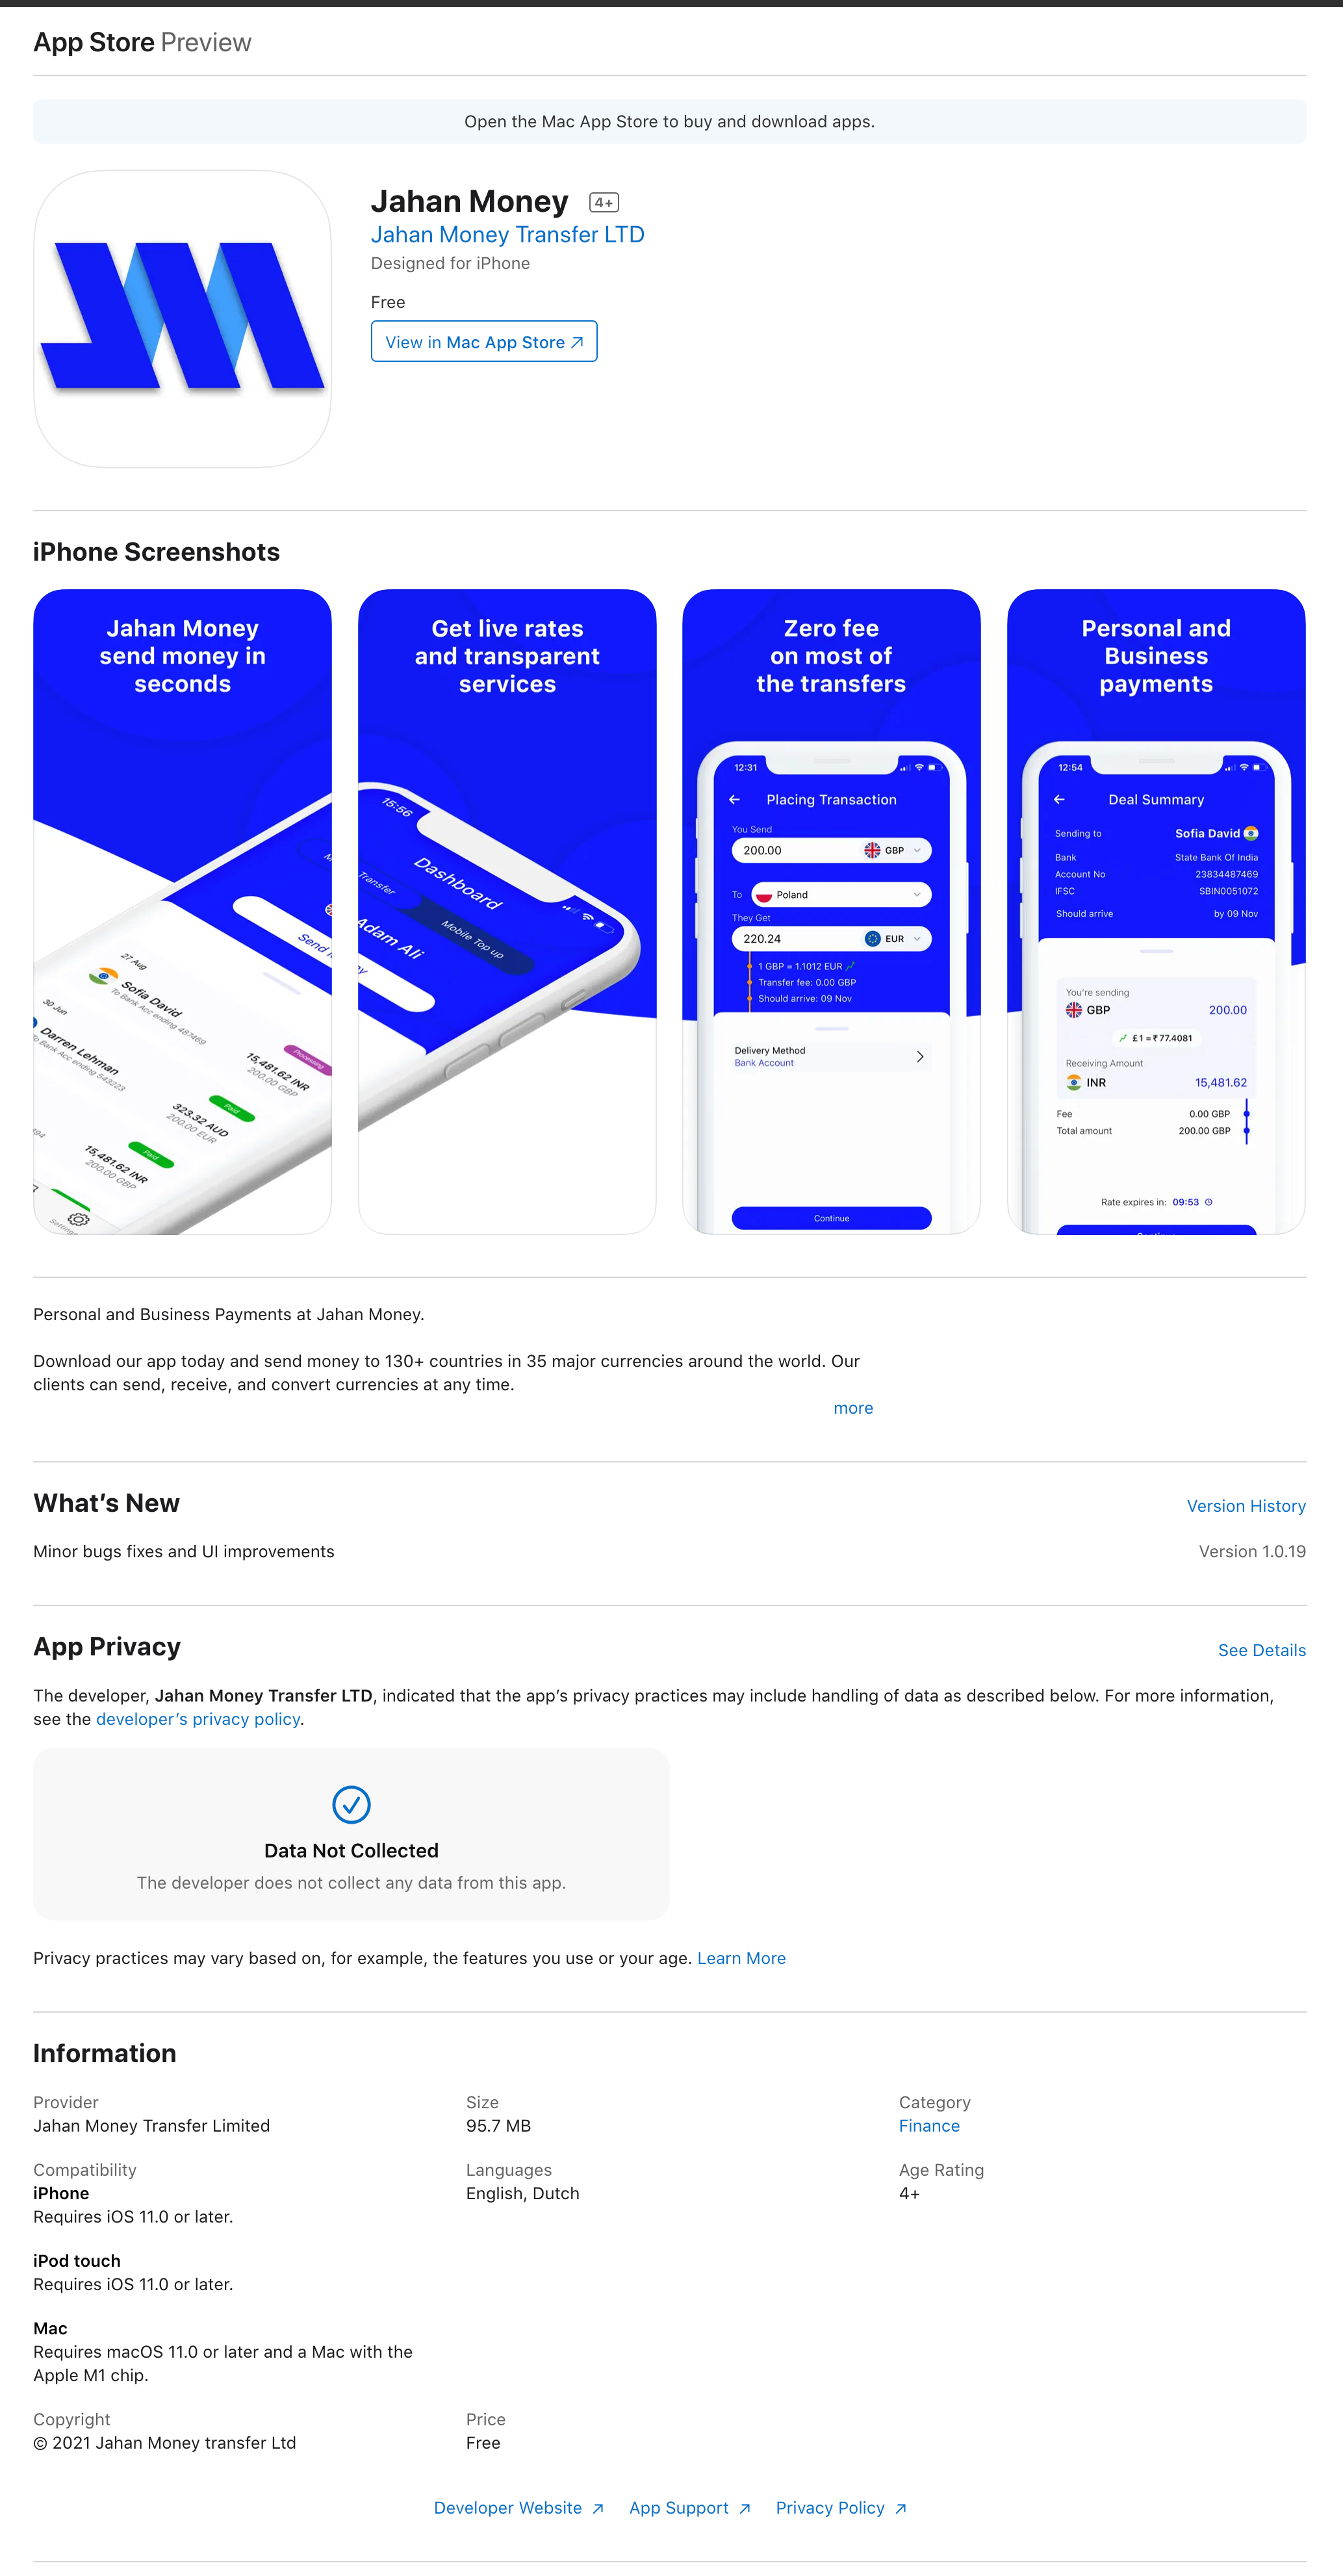 App Store Preview
Open the Mac App Store to buy and download apps.
Jahan Money 4+
Jahan Money Transfer LTD
Designed for iPhone
Free
View in Mac App Store
iPhone Screenshots
Jahan Money
send money in
seconds
Send
27 Aug
Sofia David
To Bank Acc ending 487469
Processing
15,481.62 INR
200.00 GBP
30 Jun
Darren Lehman
To Bank Acc ending 543223
Paid
323.32 AUD
200.00 EUR
Paid
15,481.62 INR
200.00 GBP
Get live rates
and transparent
services
15:56
Dashboard
Transfer
Mobile Top up
Adam Ali
Zero fee
on most of
the transfers
12:31
Placing Transaction
You Send
200.00 GBP
To Poland
They Get
220.24 EUR
1 GBP = 1.1012 EUR
Transfer fee: 0.00 GBP
Should arrive: 09 Nov
Delivery Method
Bank Account
Continue
Personal and
Business
payments
12:54
Deal Summary
Sending to Sofia David
Bank State Bank Of India
Account No 23834487469
IFSC SBIN0051072
Should arrive by 09 Nov
You're sending
GBP 200.00
£1 = ₹77.4081
Receiving Amount
INR 15,481.62
Fee 0.00 GBP
Total amount 200.00 GBP
Rate expires in: 09:53
Personal and Business Payments at Jahan Money.
Download our app today and send money to 130+ countries in 35 major currencies around the world. Our
clients can send, receive, and convert currencies at any time.
more
What's New
Version History
Minor bugs fixes and UI improvements
Version 1.0.19
App Privacy
See Details
The developer, Jahan Money Transfer LTD, indicated that the app's privacy practices may include handling of data as described below. For more information,
see the developer's privacy policy.
Data Not Collected
The developer does not collect any data from this app.
Privacy practices may vary based on, for example, the features you use or your age. Learn More
Information
Provider
Jahan Money Transfer Limited
Size
95.7 MB
Category
Finance
Compatibility
iPhone
Requires iOS 11.0 or later.
iPod touch
Requires iOS 11.0 or later.
Mac
Requires macOS 11.0 or later and a Mac with the
Apple M1 chip.
Languages
English, Dutch
Age Rating
4+
Copyright
© 2021 Jahan Money transfer Ltd
Price
Free
Developer Website
App Support
Privacy Policy